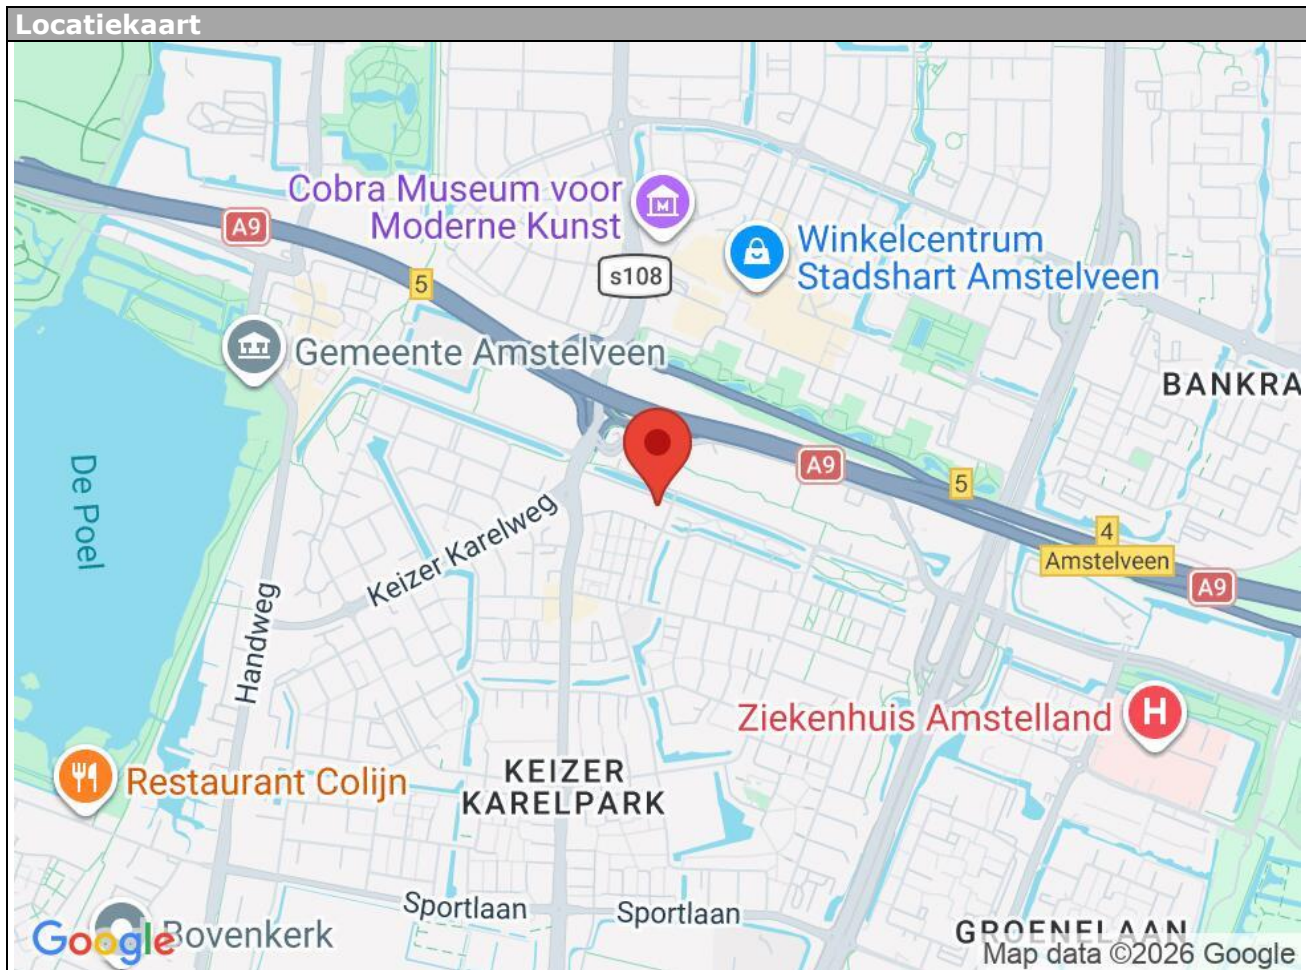 Locatiekaart
Cobra Museum voor
Moderne Kunst
A9
s108
Winkelcentrum
Stadshart Amstelveen
5
Gemeente Amstelveen
BANKRA
A9
5
De Poel
Keizer Karelweg
4
Amstelveen
A9
Handweg
Ziekenhuis Amstelland
H
Restaurant Colijn
KEIZER
KARELPARK
Sportlaan
Sportlaan
GROENELAAN
Google
Bovenkerk
Map data ©2026 Google
M